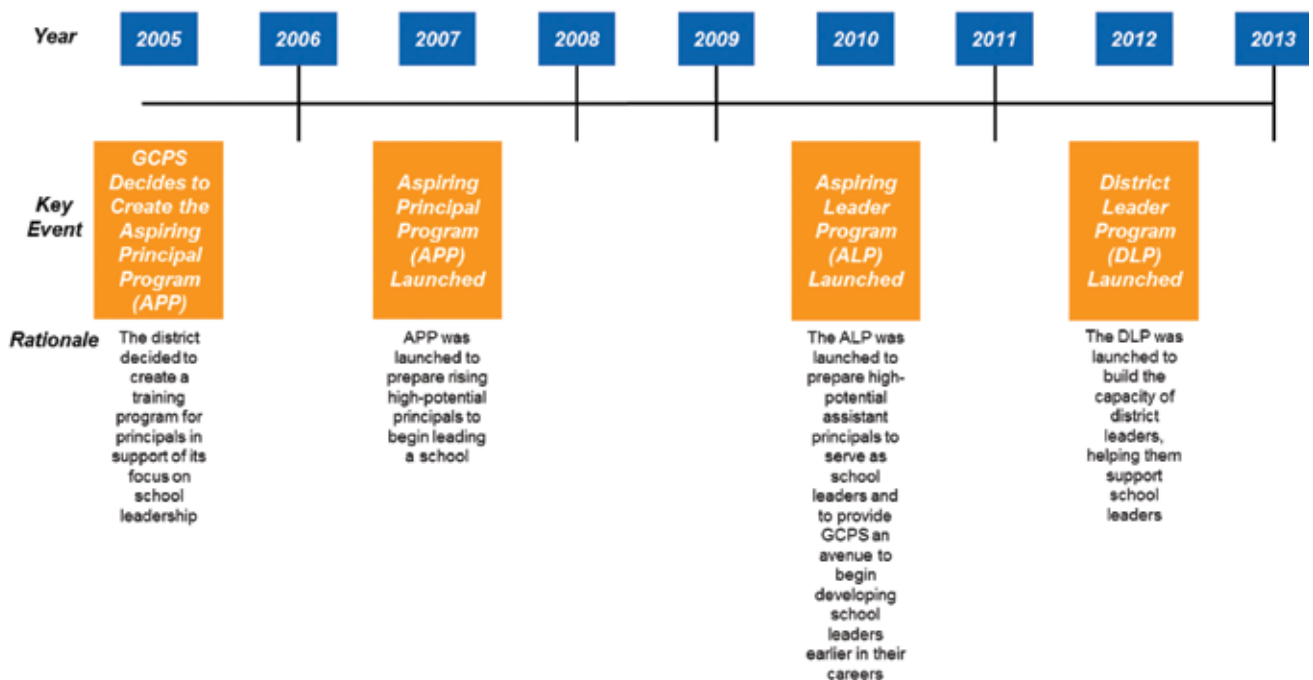 Year
2005
2006
2007
2008
2009
2010
2011
2012
2013
Key
Event
GCPS
Decides to
Create the
Aspiring
Principal
Program
(APP)
Aspiring
Principal
Program
(APP)
Launched
Aspiring
Leader
Program
(ALP)
Launched
District
Leader
Program
(DLP)
Launched
Rationale
The district
decided to
create a
training
program for
principals in
support of its
focus on
school
leadership
APP was
launched to
prepare rising
high-potential
principals to
begin leading
a school
The ALP was
launched to
prepare high-
potential
assistant
principals to
serve as
school
leaders and
to provide
GCPS an
avenue to
begin
developing
school
leaders
earlier in their
careers
The DLP was
launched to
build the
capacity of
district
leaders,
helping them
support
school
leaders